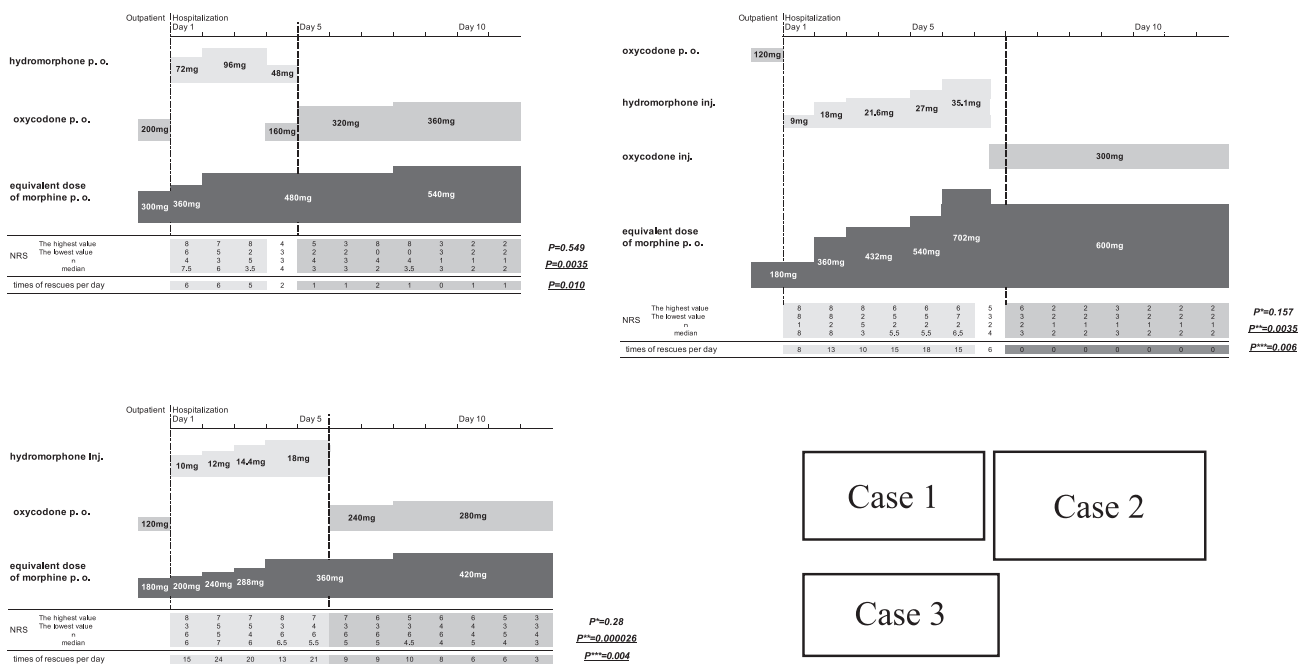 Outpatient Hospitalization
Day 1 Day 5 Day 10
hydromorphone p. o.
72mg 96mg 48mg
oxycodone p. o.
200mg 160mg 320mg 360mg
equivalent dose
of morphine p. o.
300mg 360mg 480mg 540mg
The highest value 8 7 8 4 5 3 8 8 3 2 2
NRS The lowest value 6 5 2 3 2 2 0 0 3 2 2
n 4 3 5 3 4 3 4 4 1 1 1
median 7.5 6 3.5 4 3 3 2 3.5 3 2 2
times of rescues per day 6 6 5 2 1 1 2 1 0 1 1
P=0.549
P=0.0035
P=0.010
Outpatient Hospitalization
Day 1 Day 5 Day 10
oxycodone p. o.
120mg
hydromorphone inj.
9mg 18mg 21.6mg 27mg 35.1mg
oxycodone inj.
300mg
equivalent dose
of morphine p. o.
180mg 360mg 432mg 540mg 702mg 600mg
The highest value 8 8 8 6 6 6 5 6 2 2 3 2 2 2
NRS The lowest value 8 8 2 5 5 7 3 3 2 2 3 2 2 2
n 1 2 5 2 2 2 2 2 1 1 1 1 1 1
median 8 8 3 5.5 5.5 6.5 4 3 2 2 3 2 2 2
times of rescues per day 8 13 10 15 18 15 6 0 0 0 0 0 0 0
P*=0.157
P**=0.0035
P***=0.006
Outpatient Hospitalization
Day 1 Day 5 Day 10
hydromorphone Inj.
10mg 12mg 14.4mg 18mg
oxycodone p. o.
120mg 240mg 280mg
equivalent dose
of morphine p. o.
180mg 200mg 240mg 288mg 360mg 420mg
The highest value 8 7 7 8 7 7 6 5 6 6 5 3
NRS The lowest value 3 5 5 3 4 3 3 3 4 4 3 3
n 6 5 4 6 6 6 6 6 6 4 5 4
median 6 7 6 6.5 5.5 5 5 4.5 4 5 4 3
times of rescues per day 15 24 20 13 21 9 9 10 8 6 6 3
P*=0.28
P**=0.000026
P***=0.004
Case 1
Case 2
Case 3